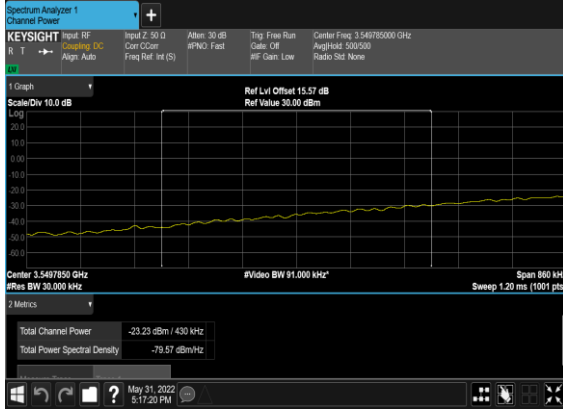 Spectrum Analyzer 1
Channel Power
KEYSIGHT
R T
Input: RF
Coupling: DC
Align: Auto
Input Z: 50 Ω
Corr CCorr
Freq Ref: Int (S)
Atten: 30 dB
#PNO: Fast
Trig: Free Run
Gate: Off
#IF Gain: Low
Center Freq: 3.549785000 GHz
Avg|Hold: 500/500
Radio Std: None
1 Graph
Scale/Div 10.0 dB
Ref Lvl Offset 15.57 dB
Ref Value 30.00 dBm
Log
20.0
10.0
0.00
-10.0
-20.0
-30.0
-40.0
-50.0
-60.0
Center 3.5497850 GHz
#Res BW 30.000 kHz
#Video BW 91.000 kHz*
Span 860 kH
Sweep 1.20 ms (1001 pts
2 Metrics
Total Channel Power -23.23 dBm / 430 kHz
Total Power Spectral Density -79.57 dBm/Hz
?
May 31, 2022
5:17:20 PM